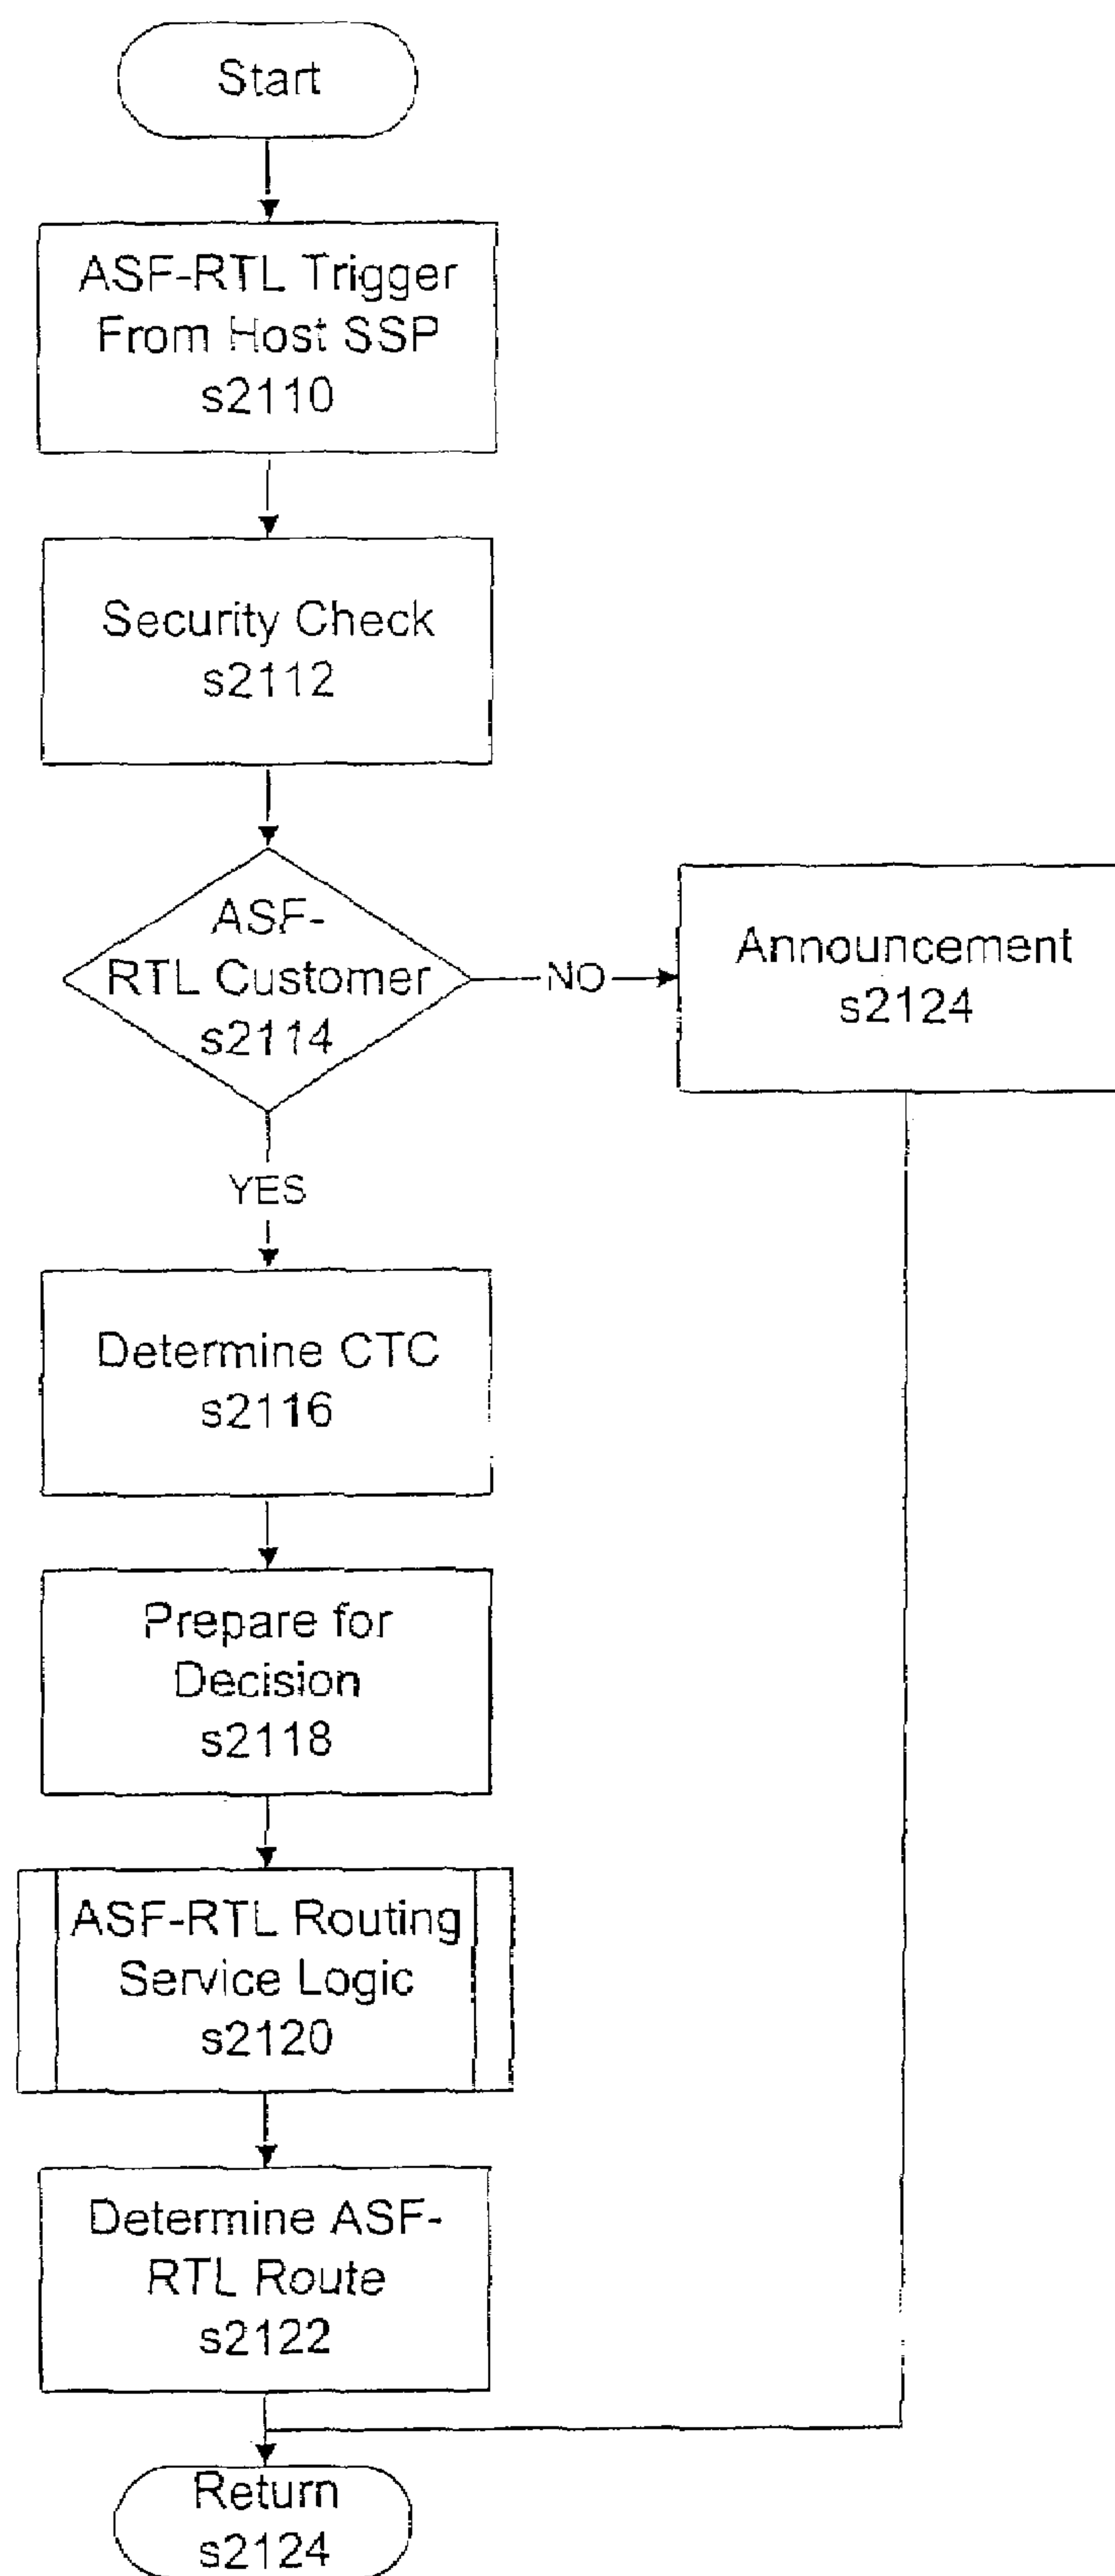 Start
ASF-RTL Trigger
From Host SSP
s2110
Security Check
s2112
ASF-
RTL Customer
s2114
NO
Announcement
s2124
YES
Determine CTC
s2116
Prepare for
Decision
s2118
ASF-RTL Routing
Service Logic
s2120
Determine ASF-
RTL Route
s2122
Return
s2124